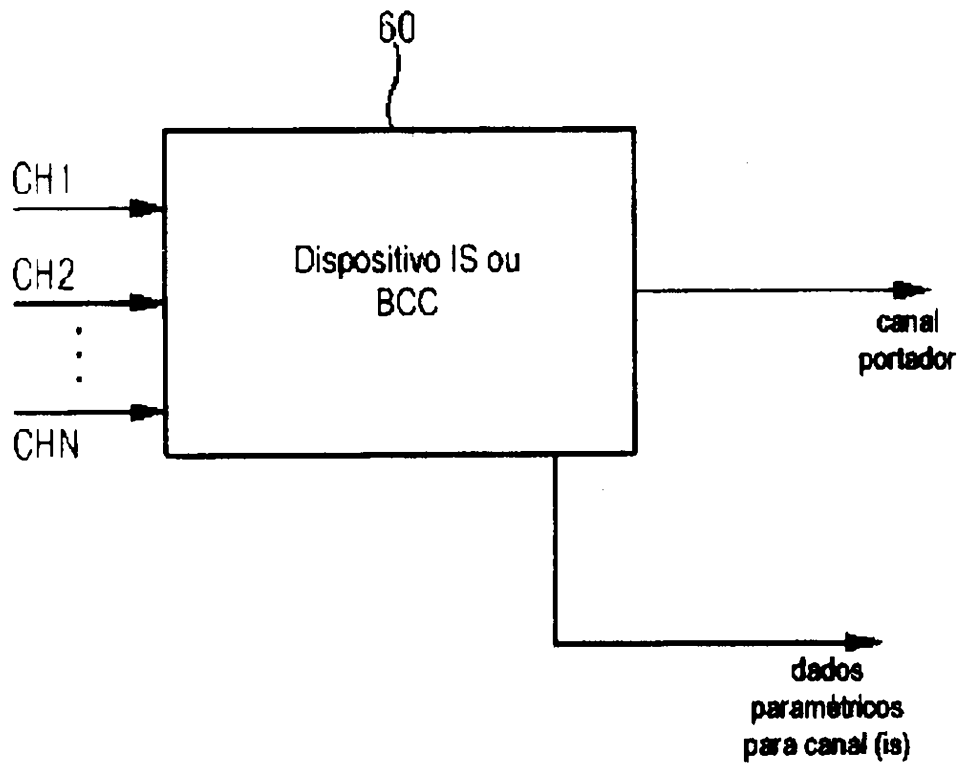 60
CH1
CH2
CHN
Dispositivo IS ou
BCC
canal
portador
dados
paramétricos
para canal (is)